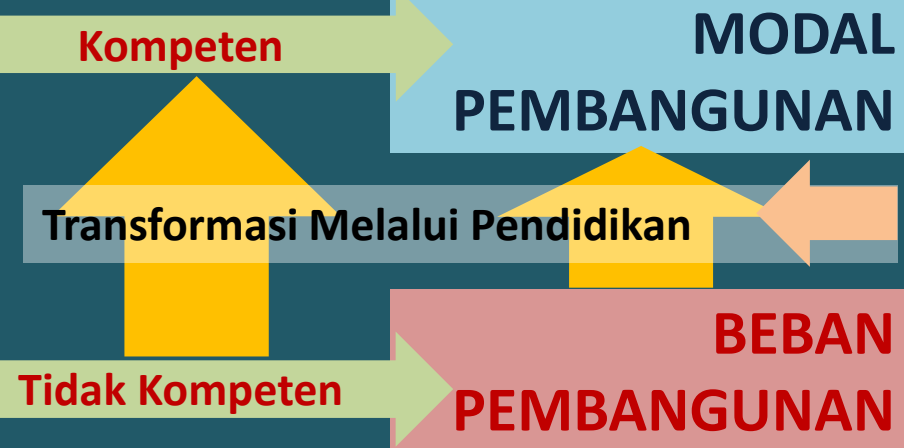 Kompeten
MODAL
PEMBANGUNAN
Transformasi Melalui Pendidikan
BEBAN
PEMBANGUNAN
Tidak Kompeten